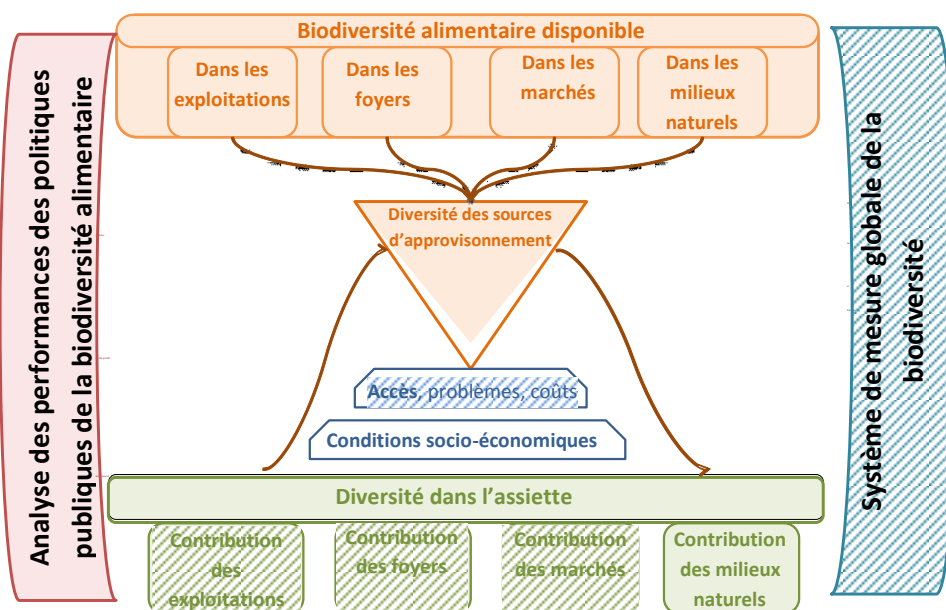 Biodiversité alimentaire disponible
Dans les
exploitations
Dans les
foyers
Dans les
marchés
Dans les
milieux
naturels
Analyse des performances des politiques
publiques de la biodiversité alimentaire
Diversité des sources
d'approvisonnement
Accès, problèmes, coûts
Conditions socio-économiques
Diversité dans l'assiette
Contribution
des
exploitations
Contribution
des foyers
Contribution
des marchés
Contribution
des milieux
naturels
Système de mesure globale de la
biodiversité